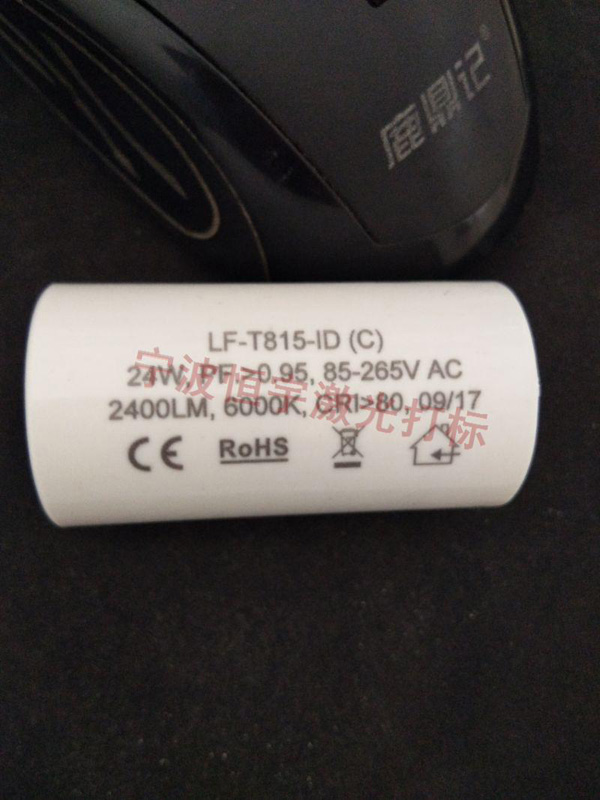 鹿鼎记®
LF-T815-ID (C)
24W, PF≥0.95, 85-265V AC
2400LM, 6000K, CRI>80, 09/17
CE RoHS
宁波恒宇激光打标